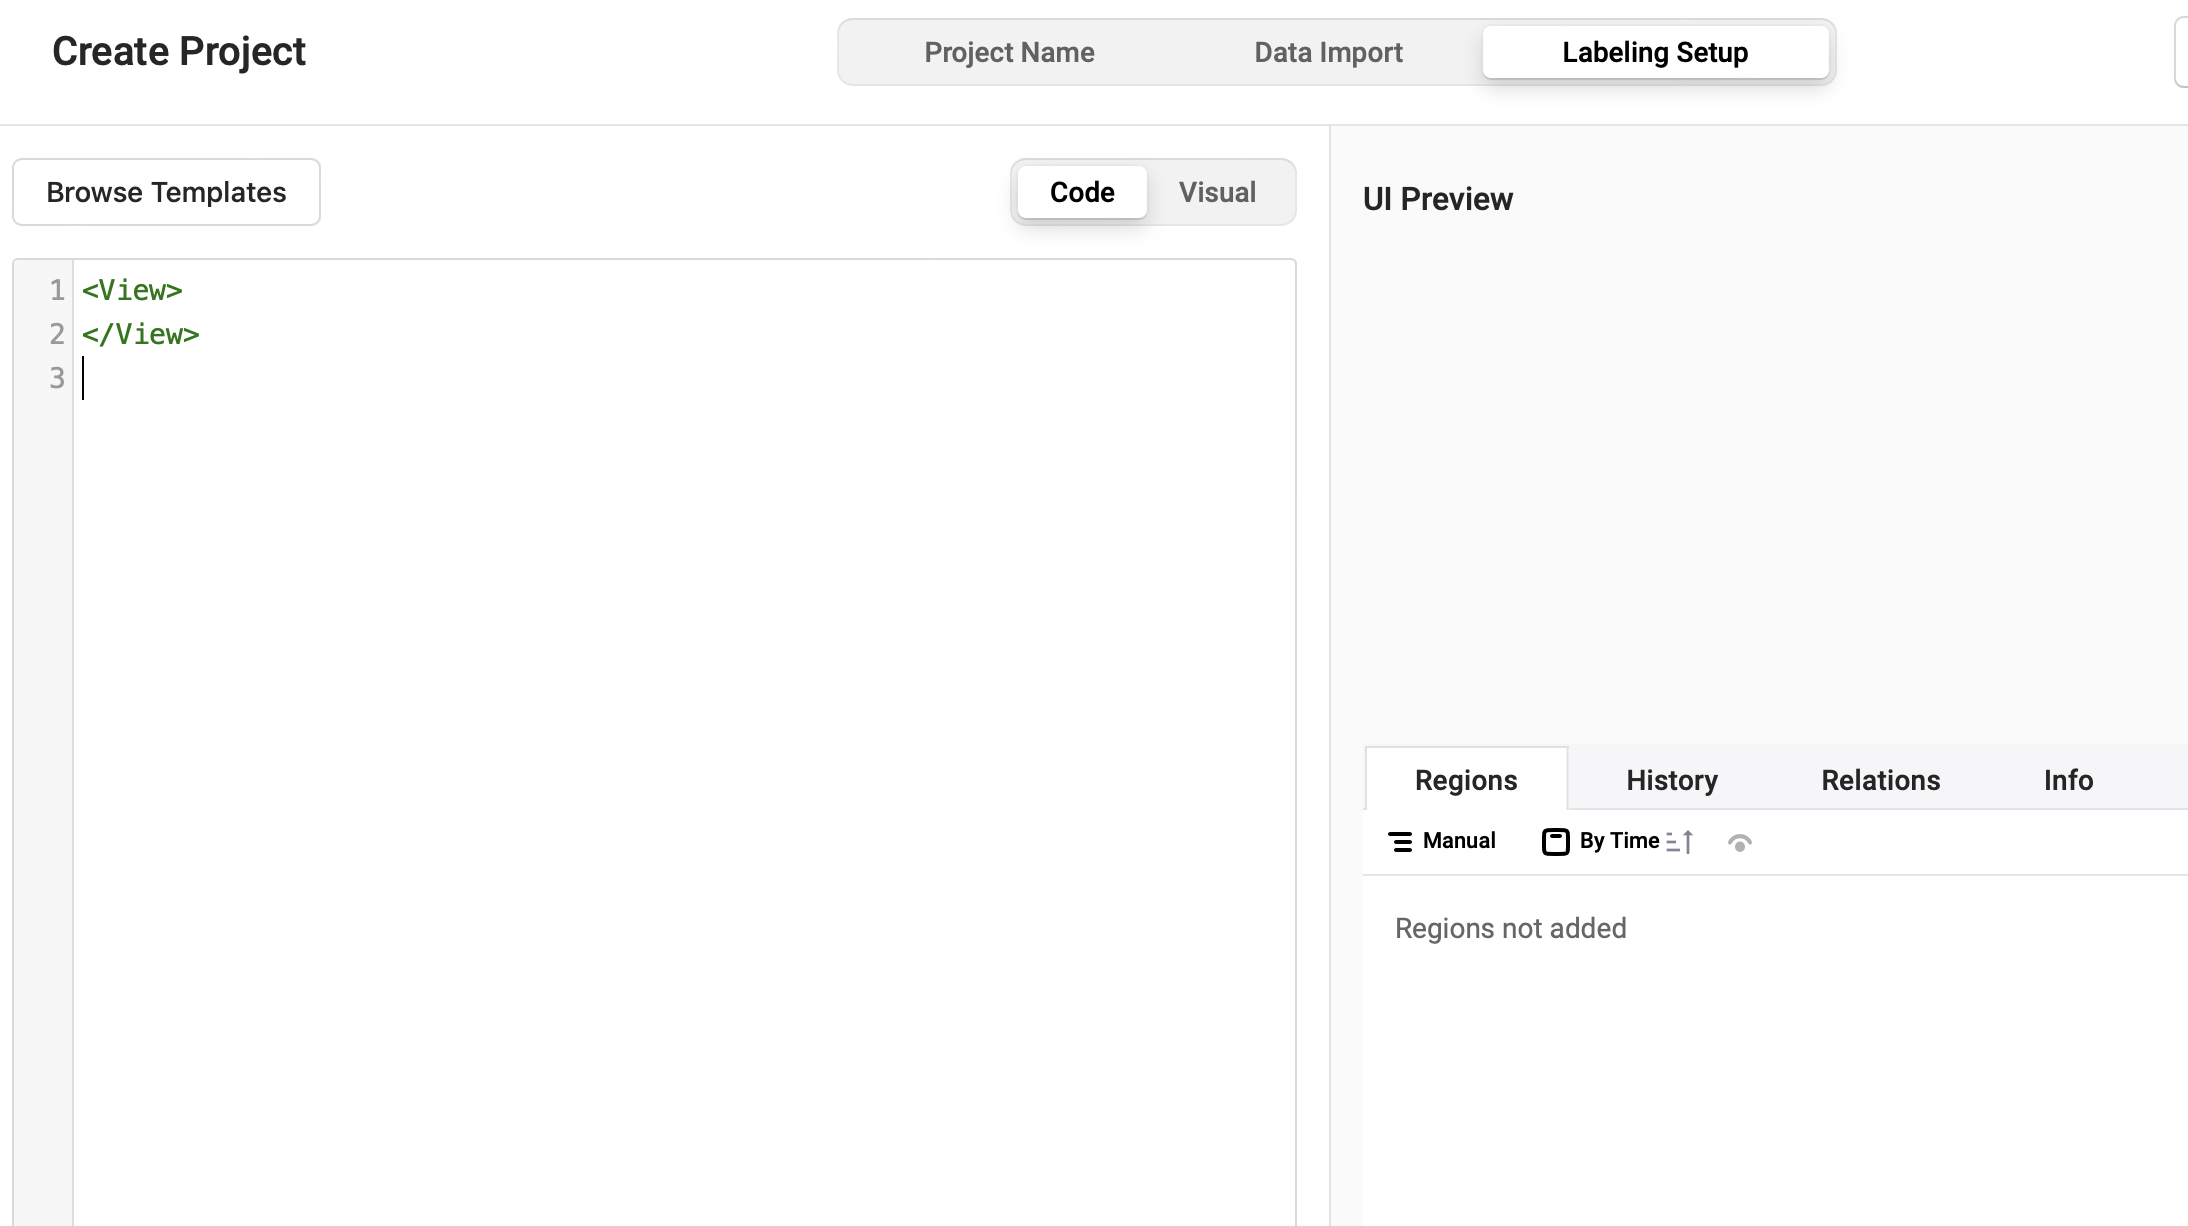 Create Project
Project Name
Data Import
Labeling Setup
Browse Templates
Code
Visual
1 <View>
2 </View>
3
UI Preview
Regions
History
Relations
Info
Manual
By Time
Regions not added